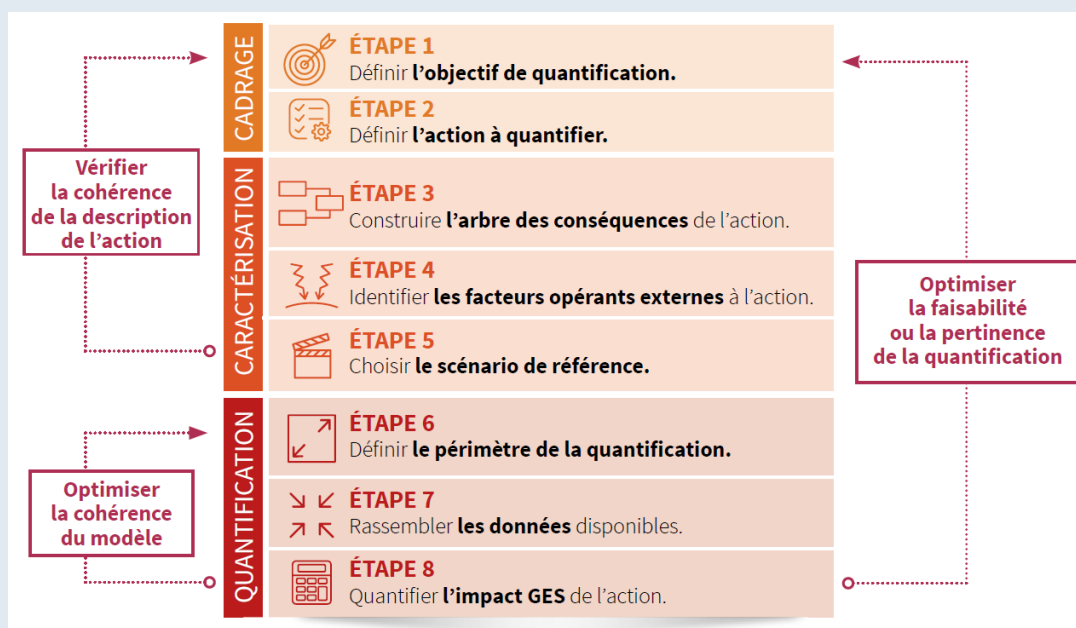 CADRAGE
ÉTAPE 1
Définir l'objectif de quantification.
ÉTAPE 2
Définir l'action à quantifier.
CARACTÉRISATION
ÉTAPE 3
Construire l'arbre des conséquences de l'action.
ÉTAPE 4
Identifier les facteurs opérants externes à l'action.
ÉTAPE 5
Choisir le scénario de référence.
QUANTIFICATION
ÉTAPE 6
Définir le périmètre de la quantification.
ÉTAPE 7
Rassembler les données disponibles.
ÉTAPE 8
Quantifier l'impact GES de l'action.
Vérifier
la cohérence
de la description
de l'action
Optimiser
la cohérence
du modèle
Optimiser
la faisabilité
ou la pertinence
de la quantification